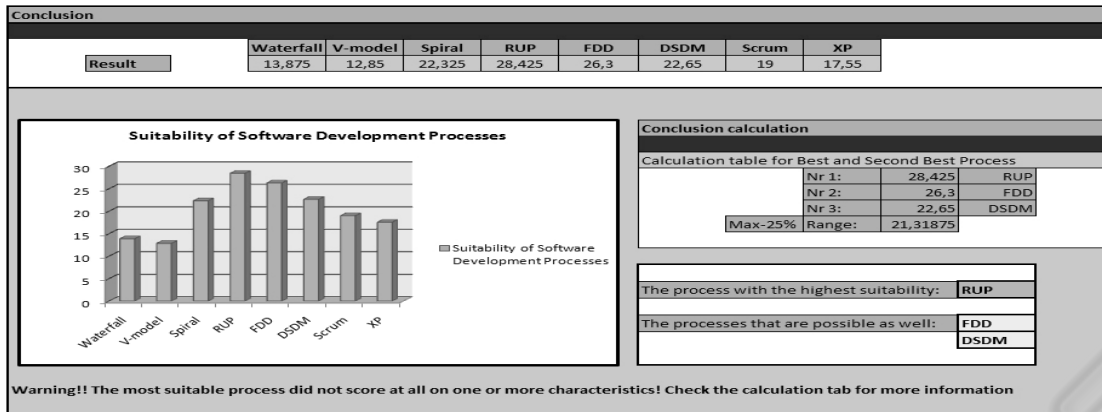 Conclusion
Waterfall V-model Spiral RUP FDD DSDM Scrum XP
Result 13,875 12,85 22,325 28,425 26,3 22,65 19 17,55
Suitability of Software Development Processes
30
25
20
15
10
5
0
Waterfall V-model Spiral RUP FDD DSDM Scrum XP
Suitability of Software
Development Processes
Conclusion calculation
Calculation table for Best and Second Best Process
Nr 1: 28,425 RUP
Nr 2: 26,3 FDD
Nr 3: 22,65 DSDM
Max-25% Range: 21,31875
The process with the highest suitability: RUP
The processes that are possible as well: FDD
DSDM
Warning!! The most suitable process did not score at all on one or more characteristics! Check the calculation tab for more information